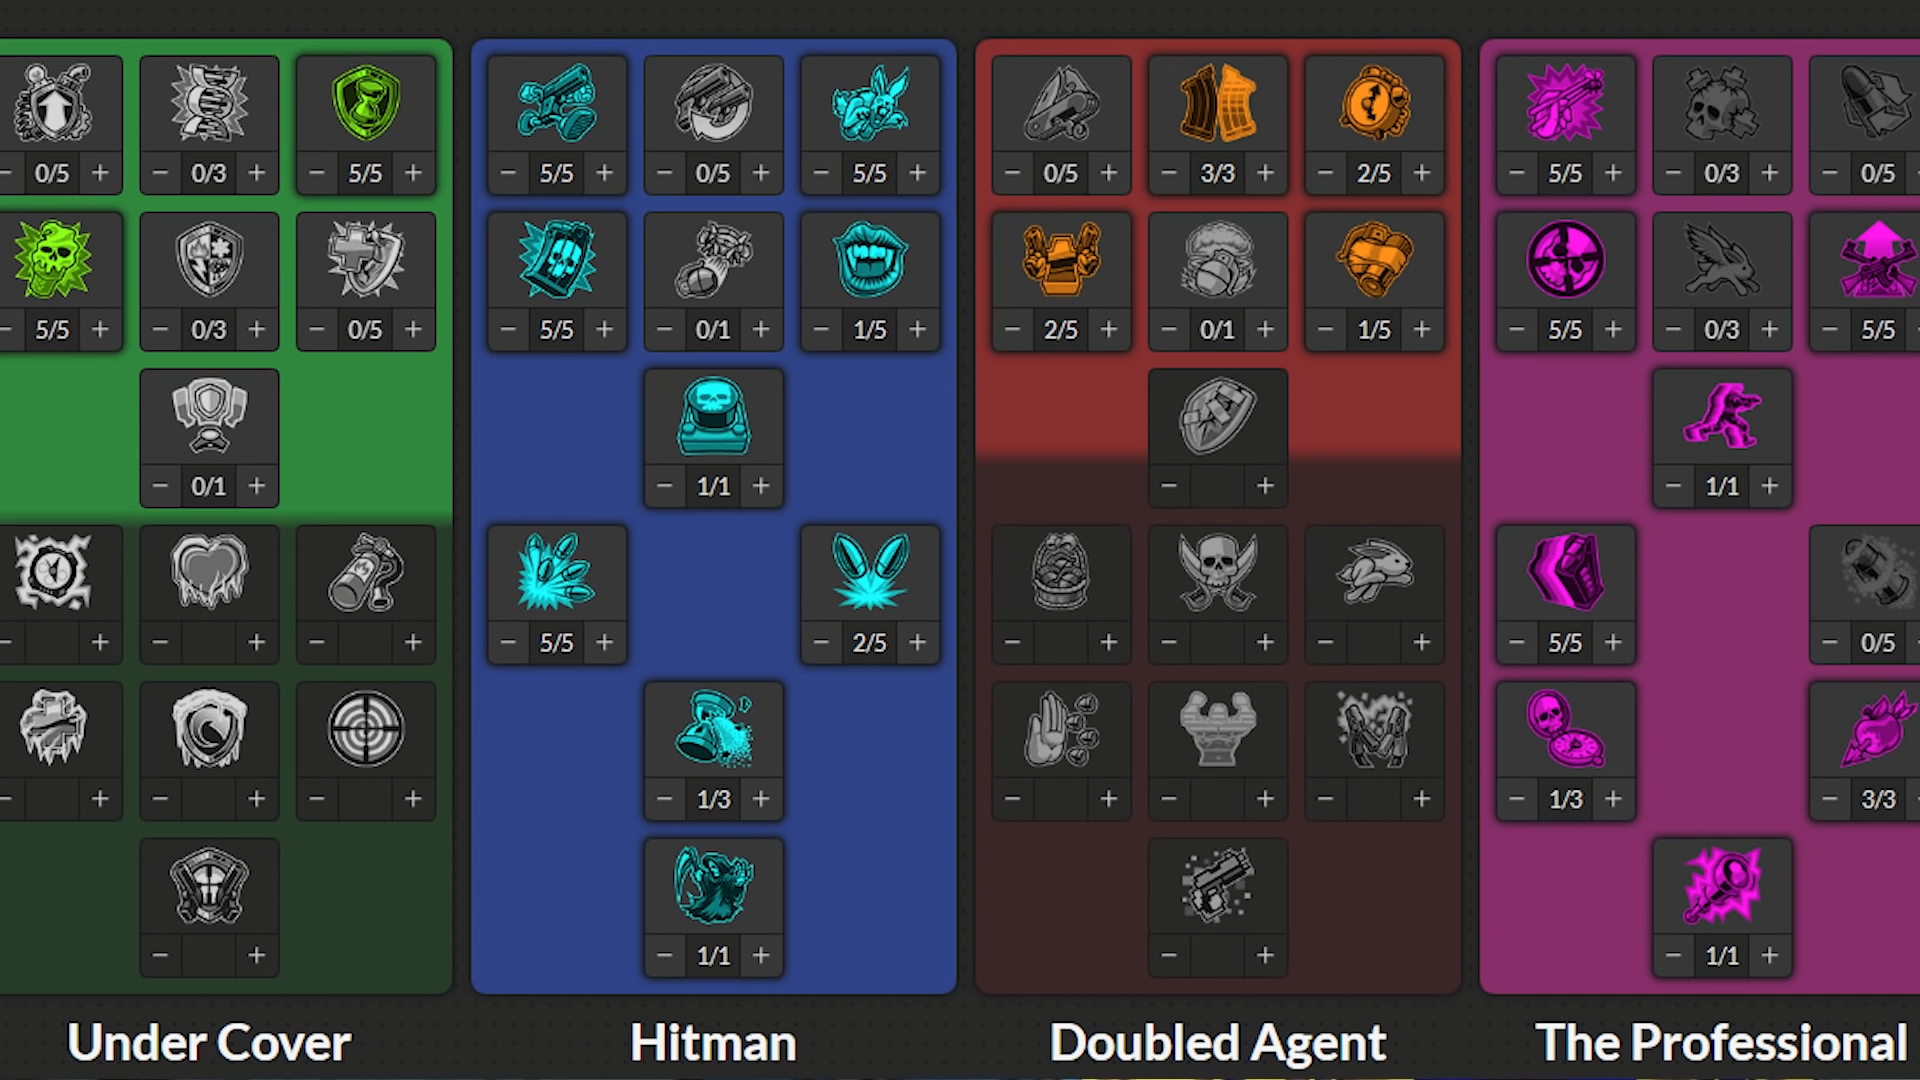 − 0/5 + − 0/3 + − 5/5 + − 5/5 + − 0/5 + − 5/5 + − 0/5 + − 3/3 + − 2/5 + − 5/5 + − 0/3 + − 0/5
− 5/5 + − 0/3 + − 0/5 + − 5/5 + − 0/1 + − 1/5 + − 2/5 + − 0/1 + − 1/5 + − 5/5 + − 0/3 + − 5/5
− 0/1 + − 1/1 + − + − 1/1 +
− + − + − + − 5/5 + − 2/5 + − + − + − + − 5/5 + − 0/5
− + − + − + − 1/3 + − + − + − + − 1/3 + − 3/3
− + − 1/1 + − + − 1/1 +
Under Cover Hitman Doubled Agent The Professional